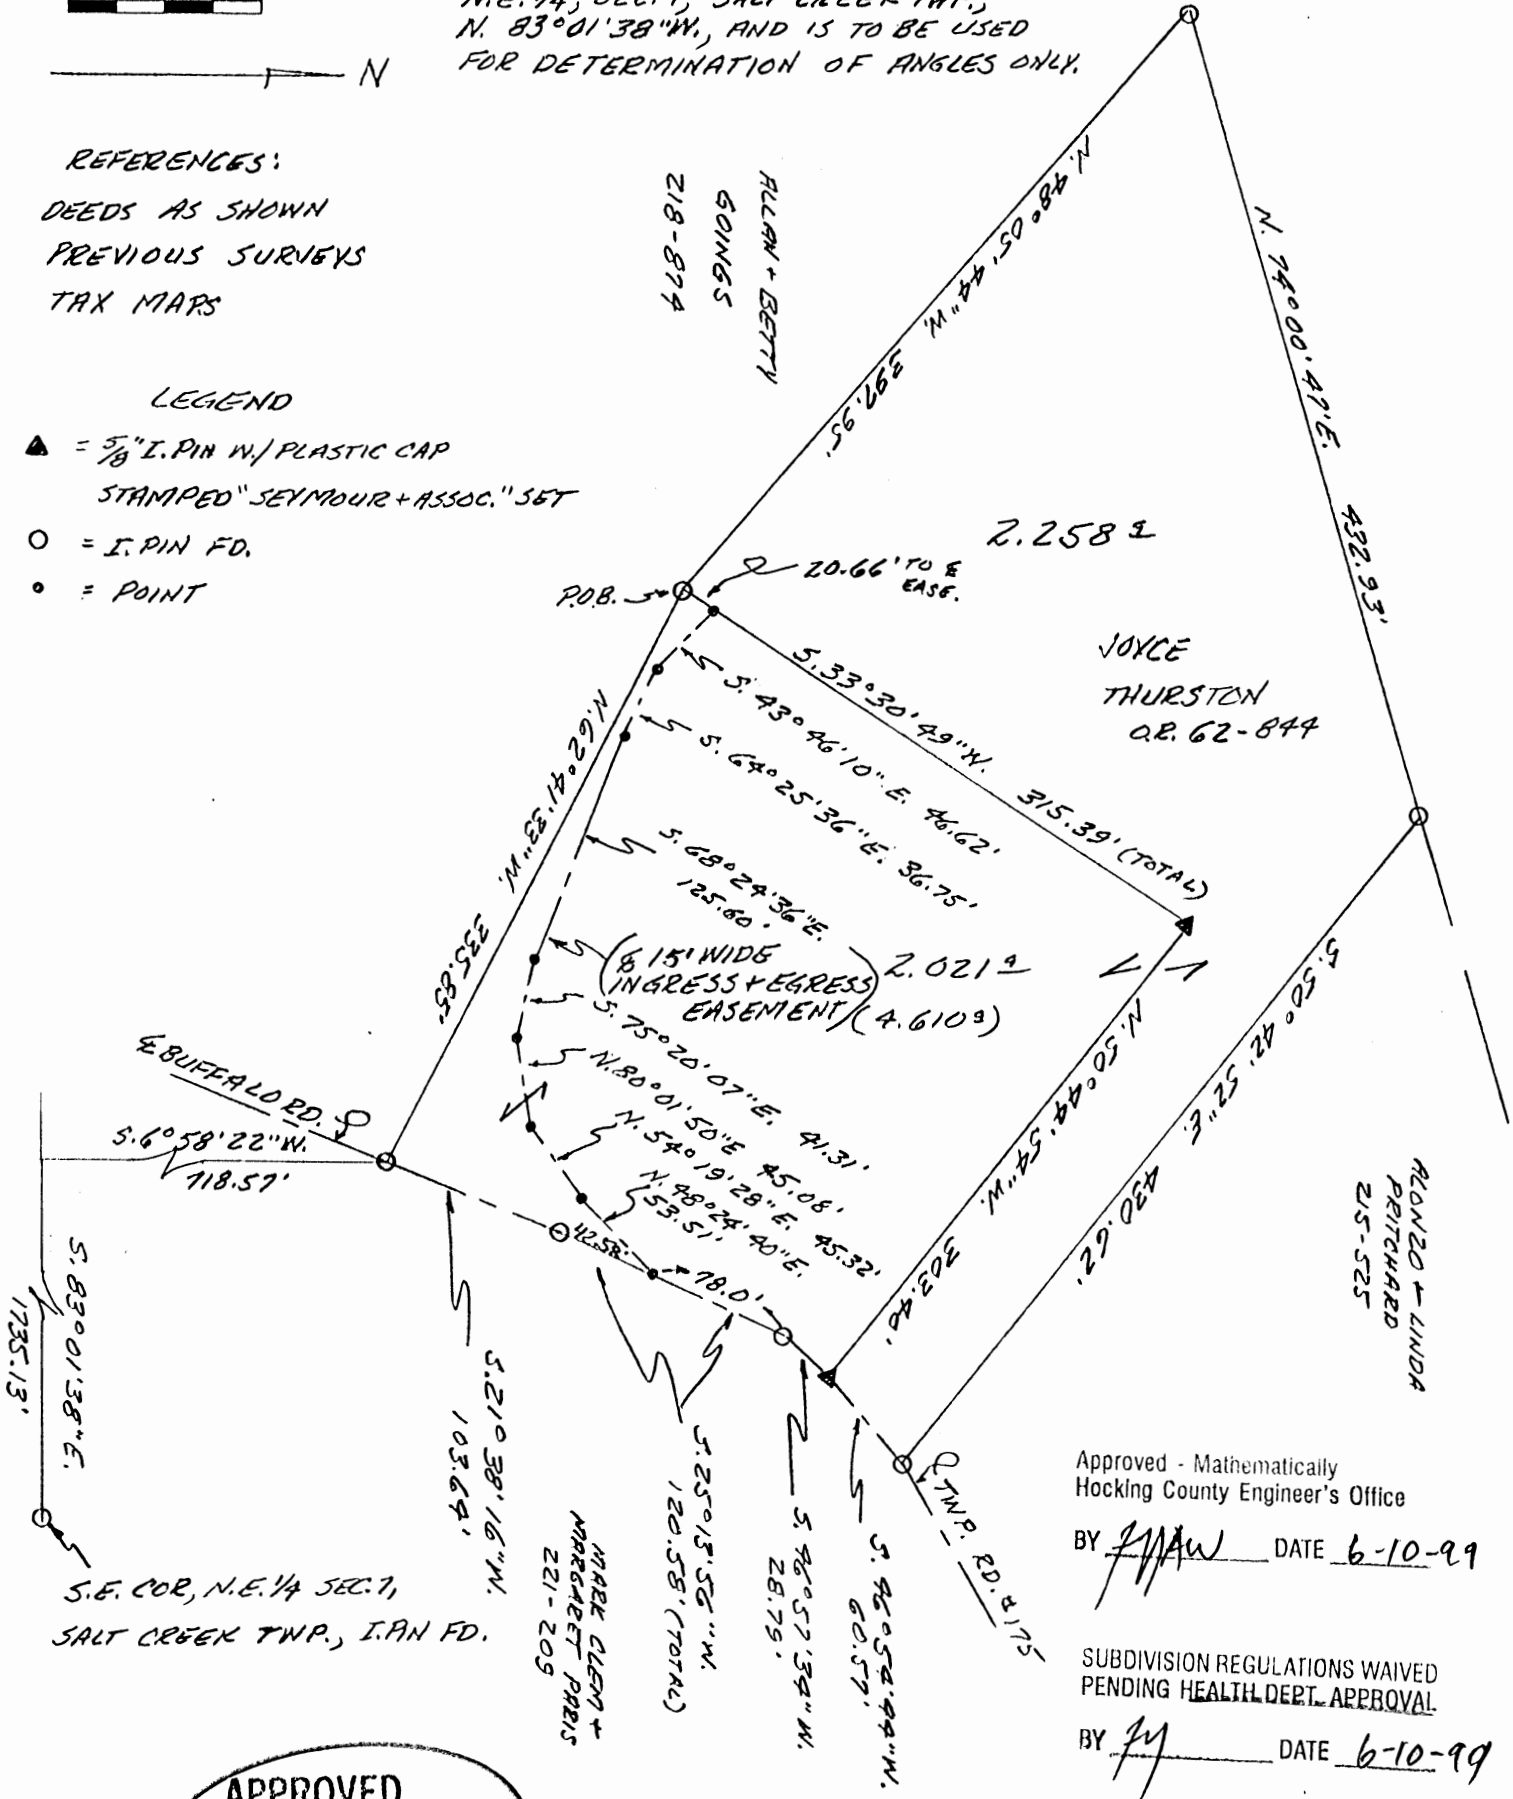 N. 83°01'38"W., AND IS TO BE USED
FOR DETERMINATION OF ANGLES ONLY.
N
REFERENCES:
DEEDS AS SHOWN
PREVIOUS SURVEYS
TAX MAPS
LEGEND
▲ = 5/8" I. PIN W./ PLASTIC CAP
STAMPED "SEYMOUR + ASSOC." SET
○ = I. PIN FD.
• = POINT
ALLAN + BETTY
GOINGS
218-874
N. 48°05'44"W. 397.95'
N. 74°00'47"E. 432.93'
2.258 a
20.66' TO ℄
EASE.
P.O.B.
JOYCE
THURSTON
O.R. 62-844
S. 33°30'49"W. 315.39' (TOTAL)
S. 43°46'10"E. 46.62'
S. 64°25'36"E. 36.75'
S. 68°24'36"E.
125.60'
N. 62°41'33"W. 335.85'
(℄ 15' WIDE
INGRESS + EGRESS
EASEMENT)
2.021 a
(4.610 a)
S. 75°20'07"E. 41.31'
N. 80°01'50"E 45.08'
N. 54°19'28"E. 45.32'
N. 48°24'40"E.
53.51'
N. 50°44'54"W. 303.40'
S. 50°42'52"E. 430.62'
℄ BUFFALO RD.
S. 6°58'22"W.
718.57'
42.58'
78.0'
ALONZO + LINDA
PRITCHARD
215-525
S. 83°01'38"E.
1735.13'
S. 21°38'16"W.
103.64'
S. 25°13'56"W.
120.58' (TOTAL)
S. 46°57'34"W.
28.79'
S. 46°54'44"W.
60.57'
℄ TWP. RD. #175
MARK CLEM +
MARGARET PARIS
221-209
S.E. COR, N.E. 1/4 SEC. 7,
SALT CREEK TWP., I. PIN FD.
Approved - Mathematically
Hocking County Engineer's Office
BY DATE 6-10-99
SUBDIVISION REGULATIONS WAIVED
PENDING HEALTH DEPT. APPROVAL
BY DATE 6-10-99
APPROVED